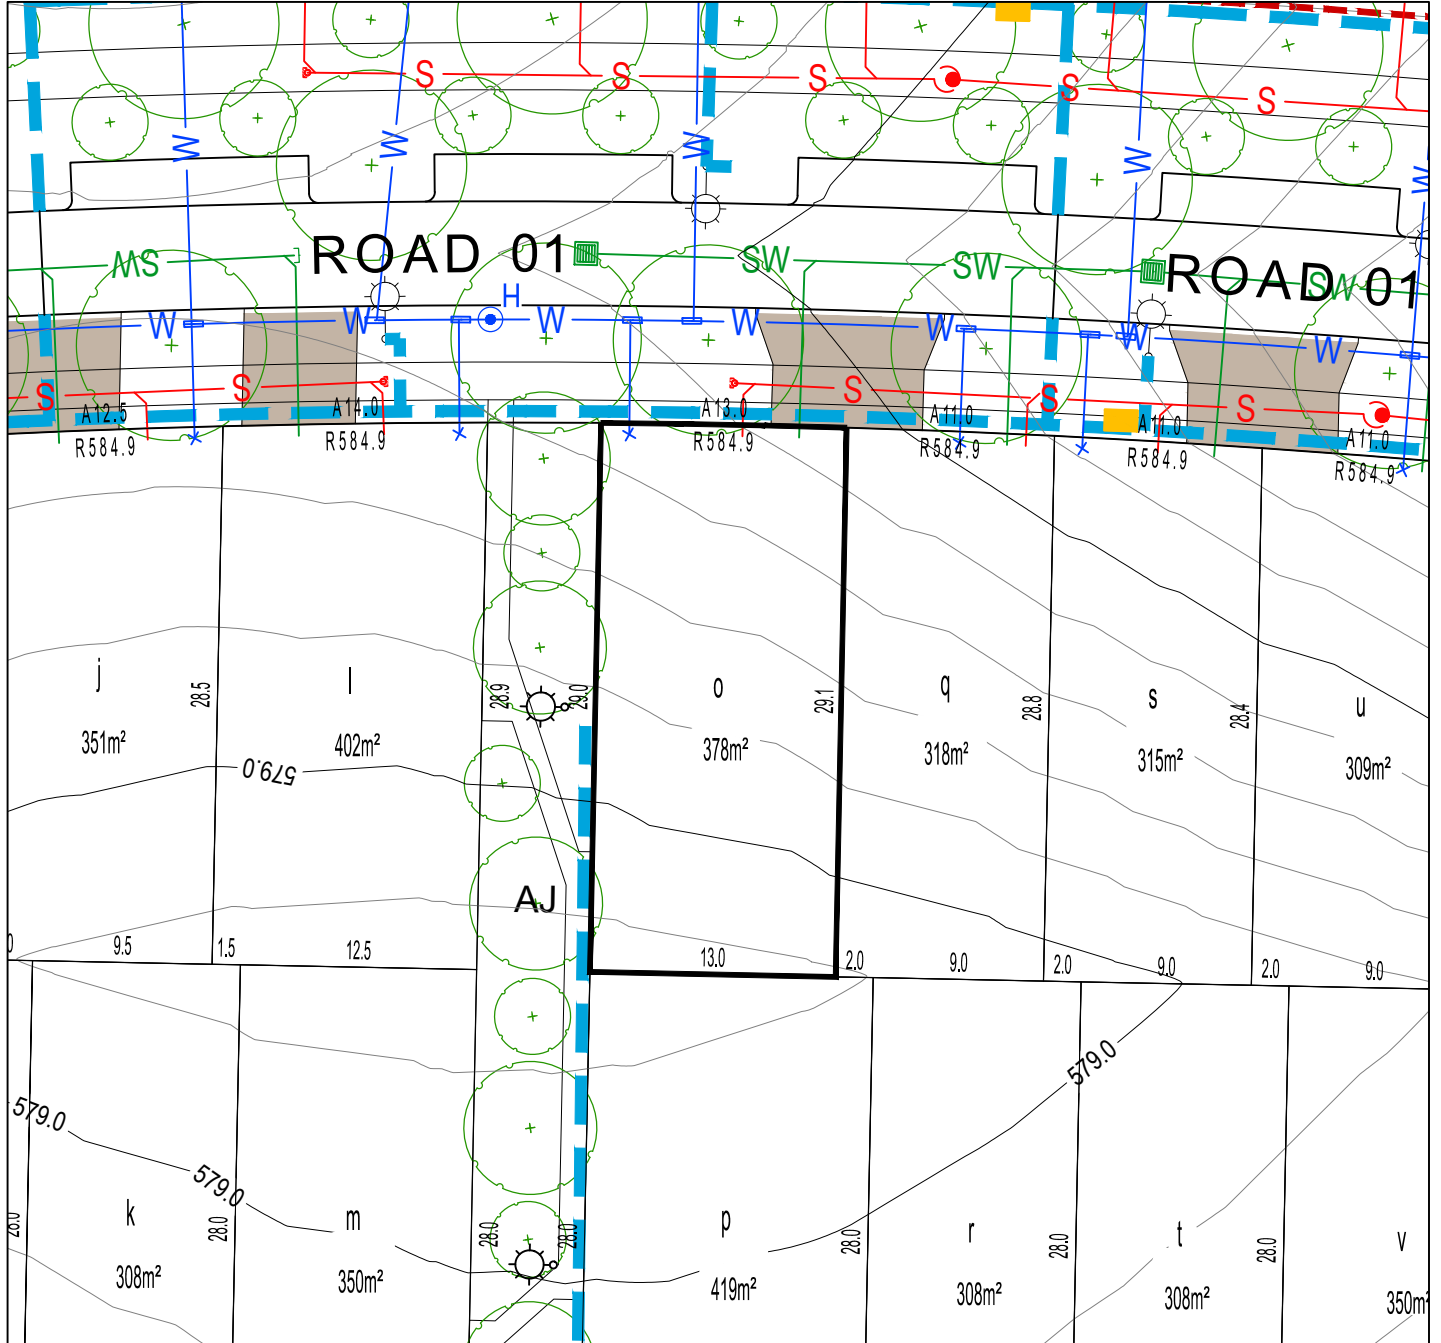 S S S S S
W W W W W
ROAD 01 ROAD 01
SW SW SW SW
H
W W W W W W W
S S S S S
A12.5 A14.0 A13.0 A11.0 A11.0 A11.0
R584.9 R584.9 R584.9 R584.9 R584.9 R584.9
j l o q s u
28.5 28.9 29.0 29.1 28.8 28.4
351m² 402m² 378m² 318m² 315m² 309m²
579.0
AJ
9.5 1.5 12.5 13.0 2.0 9.0 2.0 9.0 2.0 9.0
579.0
579.0
579.0
k m p r t v
28.0 28.0 28.0 28.0 28.0 28.0 28.0
308m² 350m² 419m² 308m² 308m² 350m²